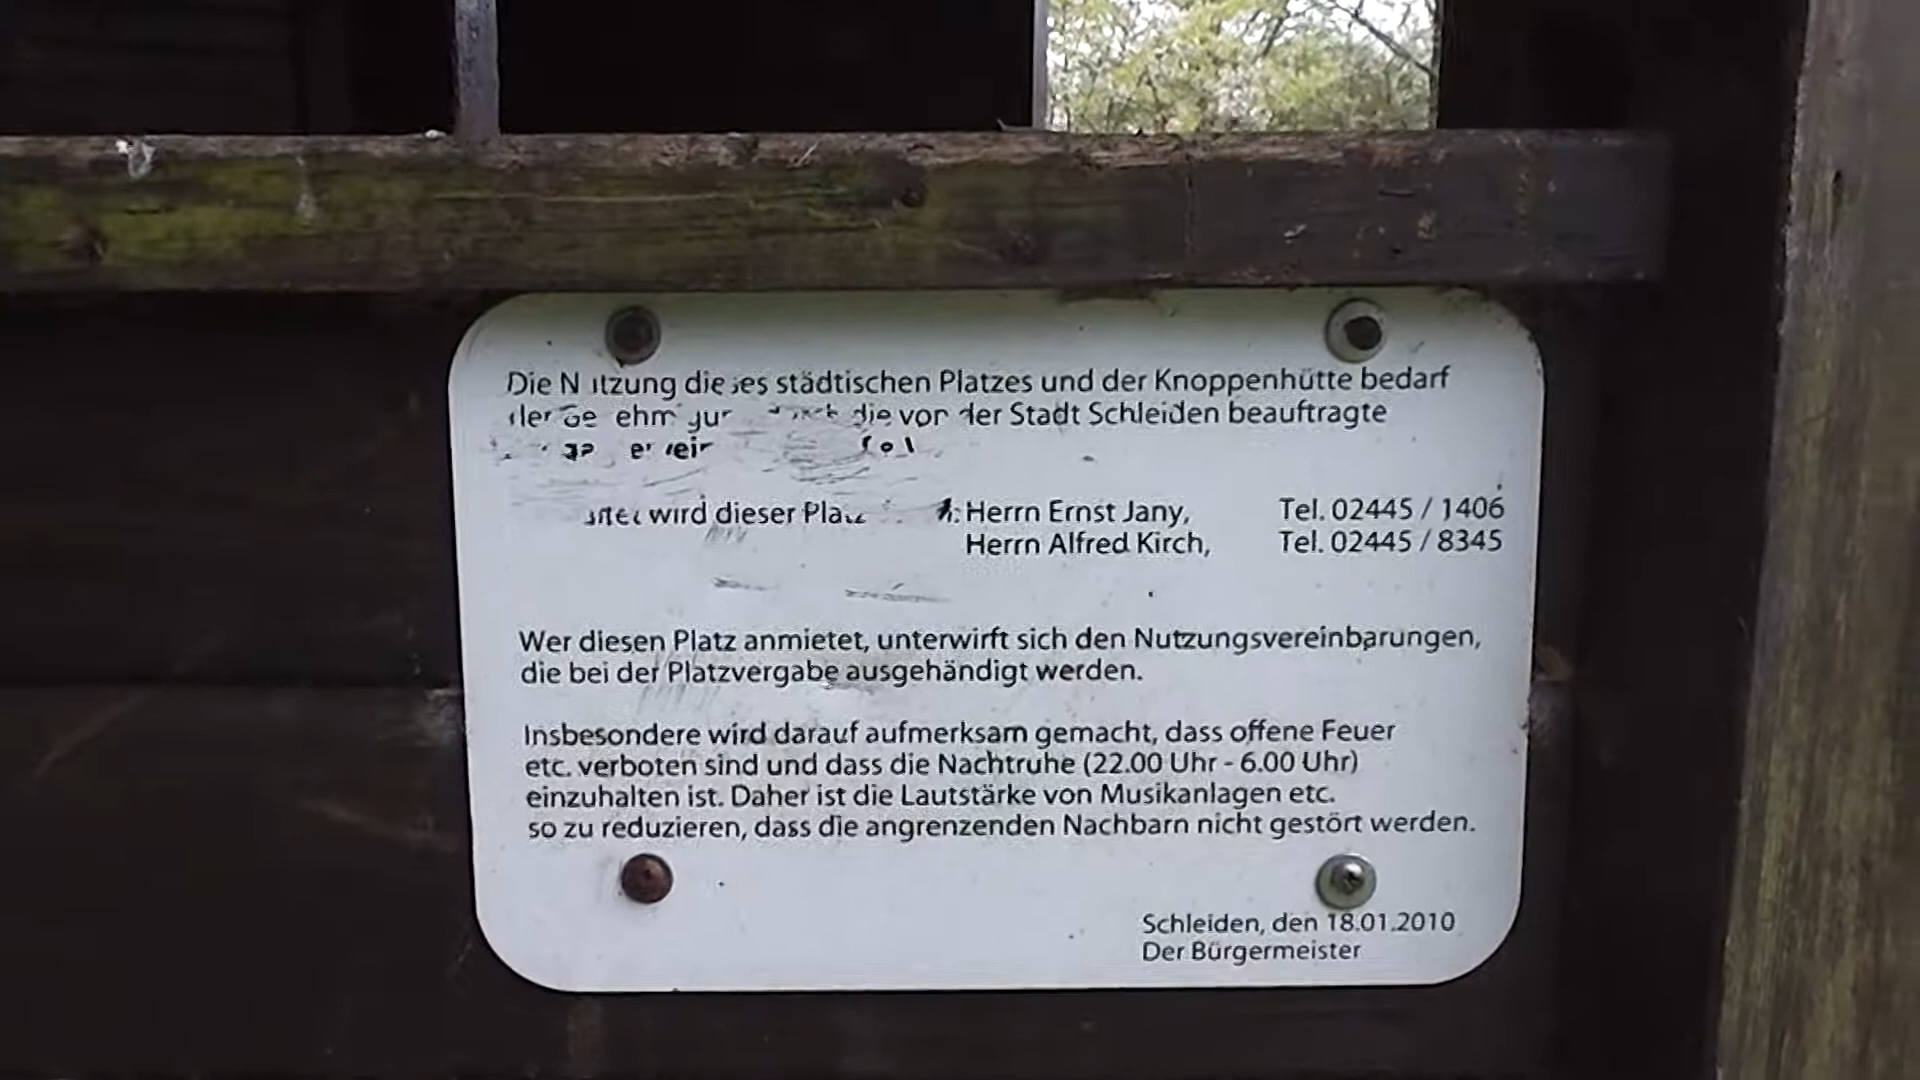 Die Nutzung dieses städtischen Platzes und der Knoppenhütte bedarf
der die von der Stadt Schleiden beauftragte
wird dieser Platz Herrn Ernst Jany, Tel. 02445 / 1406
Herrn Alfred Kirch, Tel. 02445 / 8345
Wer diesen Platz anmietet, unterwirft sich den Nutzungsvereinbarungen,
die bei der Platzvergabe ausgehändigt werden.
Insbesondere wird darauf aufmerksam gemacht, dass offene Feuer
etc. verboten sind und dass die Nachtruhe (22.00 Uhr - 6.00 Uhr)
einzuhalten ist. Daher ist die Lautstärke von Musikanlagen etc.
so zu reduzieren, dass die angrenzenden Nachbarn nicht gestört werden.
Schleiden, den 18.01.2010
Der Bürgermeister